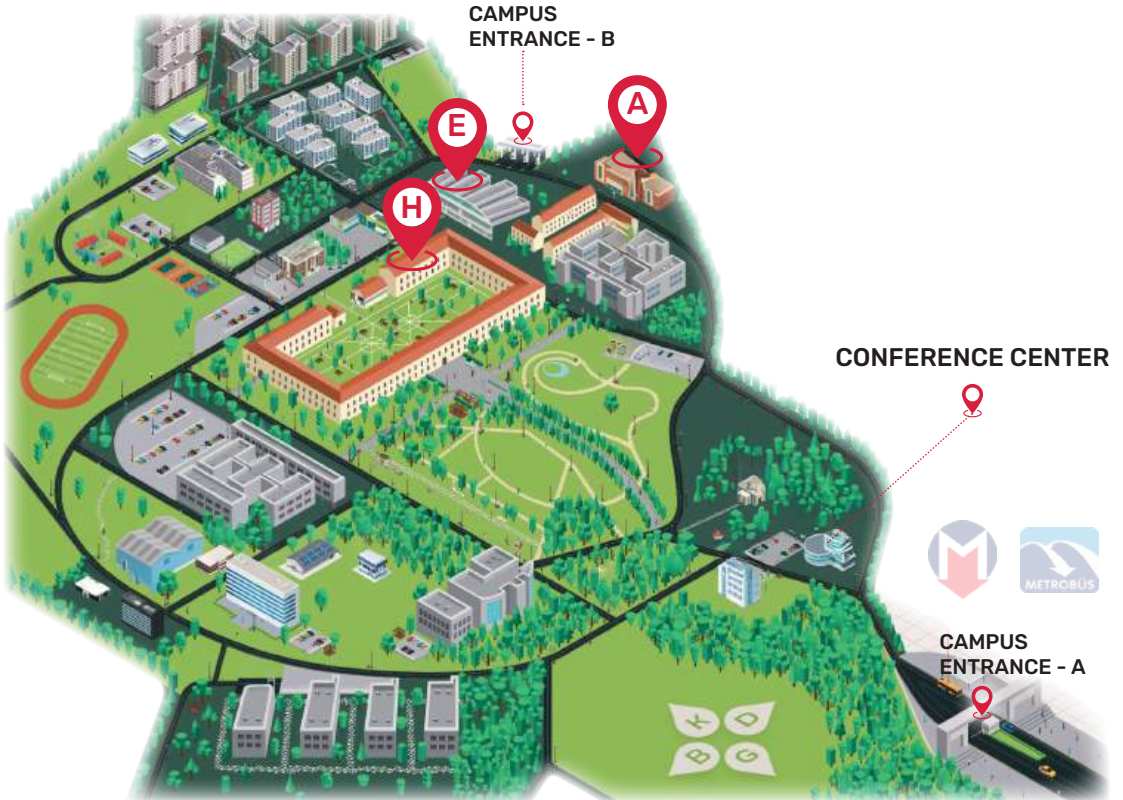 CAMPUS
ENTRANCE - B
A
E
H
CONFERENCE CENTER
M
METROBÜS
CAMPUS
ENTRANCE - A
K
D
B
G